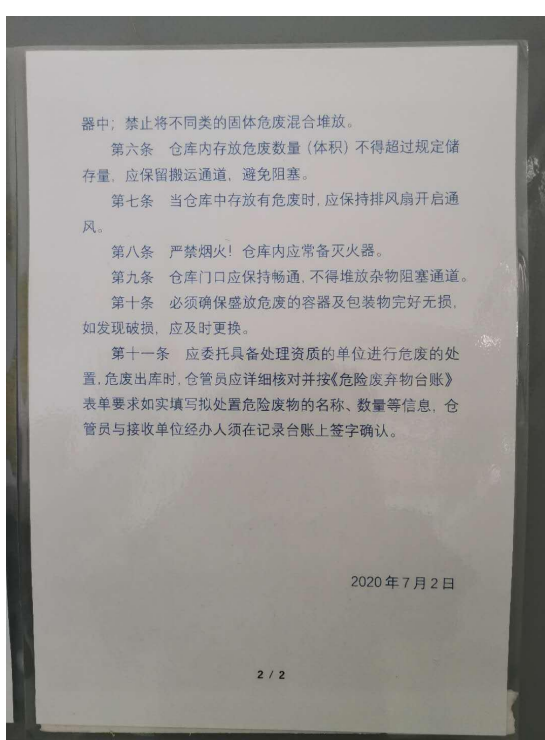 器中；禁止将不同类的固体危废混合堆放。
第六条　仓库内存放危废数量（体积）不得超过规定储
存量，应保留搬运通道，避免阻塞。
第七条　当仓库中存放有危废时，应保持排风扇开启通
风。
第八条　严禁烟火！仓库内应常备灭火器。
第九条　仓库门口应保持畅通，不得堆放杂物阻塞通道。
第十条　必须确保盛放危废的容器及包装物完好无损，
如发现破损，应及时更换。
第十一条　应委托具备处理资质的单位进行危废的处
置，危废出库时，仓管员应详细核对并按《危险废弃物台账》
表单要求如实填写拟处置危险废物的名称、数量等信息，仓
管员与接收单位经办人须在记录台账上签字确认。
2020年7月2日
2 / 2